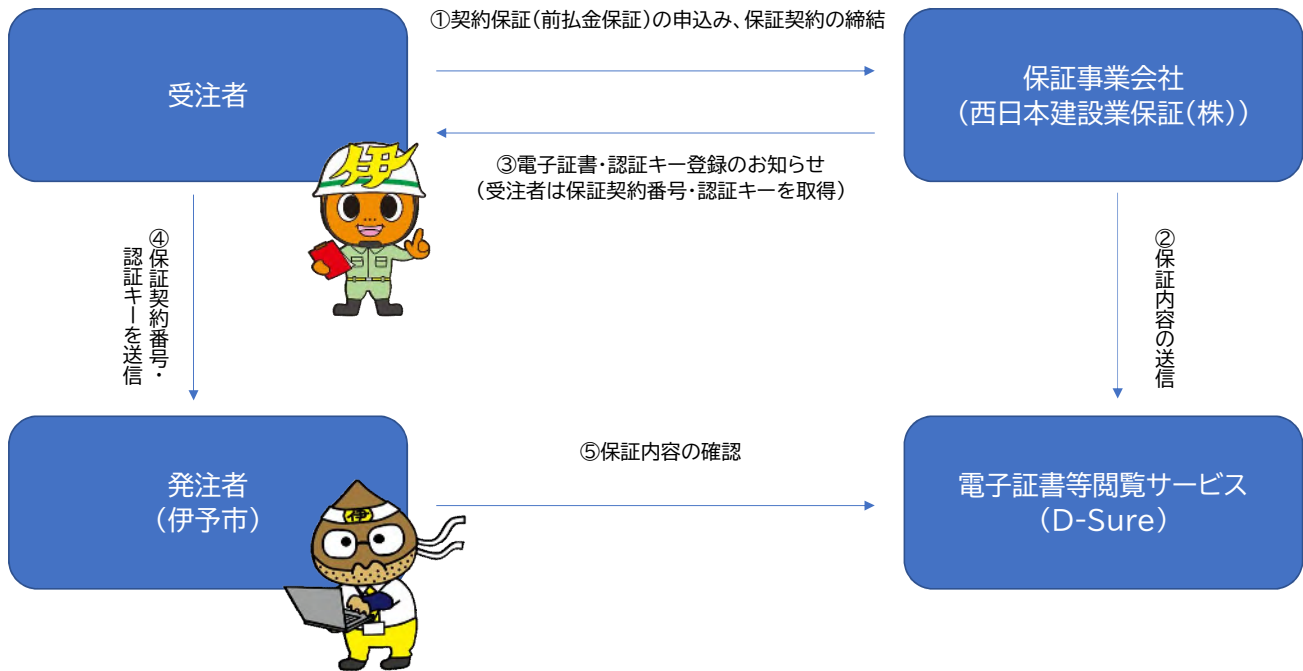 ①契約保証(前払金保証)の申込み、保証契約の締結
受注者
保証事業会社
(西日本建設業保証(株))
伊
③電子証書・認証キー登録のお知らせ
(受注者は保証契約番号・認証キーを取得)
④保証契約番号・
認証キーを送信
②保証内容の送信
⑤保証内容の確認
発注者
(伊予市)
伊
電子証書等閲覧サービス
(D-Sure)